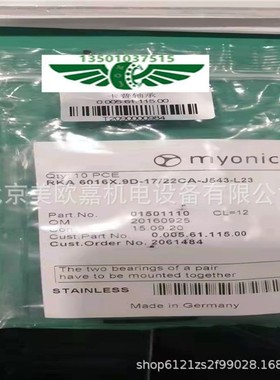 13501037515
卡普轴承
0.005.61.115.00
myonic
Qty. 10 PCE
RKA 6016X.9D-17/22CA-J543-L23
Part.No. 01501110 CL=12
OM 20160925
15.09.20
Cust.Part.No. 0.005.61.115.00
Cust.Order No. 2061484
The two bearings of a pair
have to be mounted together
STAINLESS
Made in Germany
北京美欧嘉机电设备有限公司
shop6121zs2f99028.168